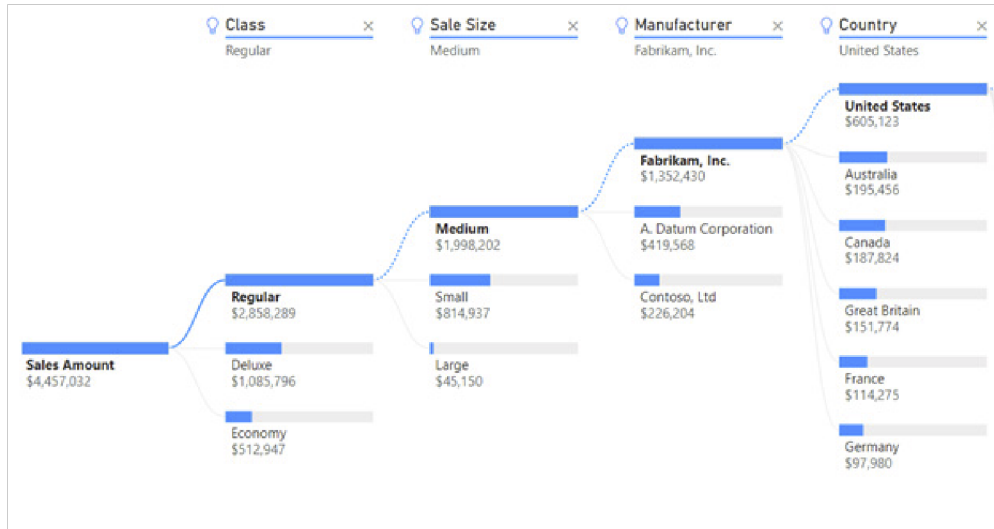 Class
Regular
Sale Size
Medium
Manufacturer
Fabrikam, Inc.
Country
United States
Sales Amount
$4,457,032
Regular
$2,858,289
Deluxe
$1,085,796
Economy
$512,947
Medium
$1,998,202
Small
$814,937
Large
$45,150
Fabrikam, Inc.
$1,352,430
A. Datum Corporation
$419,568
Contoso, Ltd
$226,204
United States
$605,123
Australia
$195,456
Canada
$187,824
Great Britain
$151,774
France
$114,275
Germany
$97,980